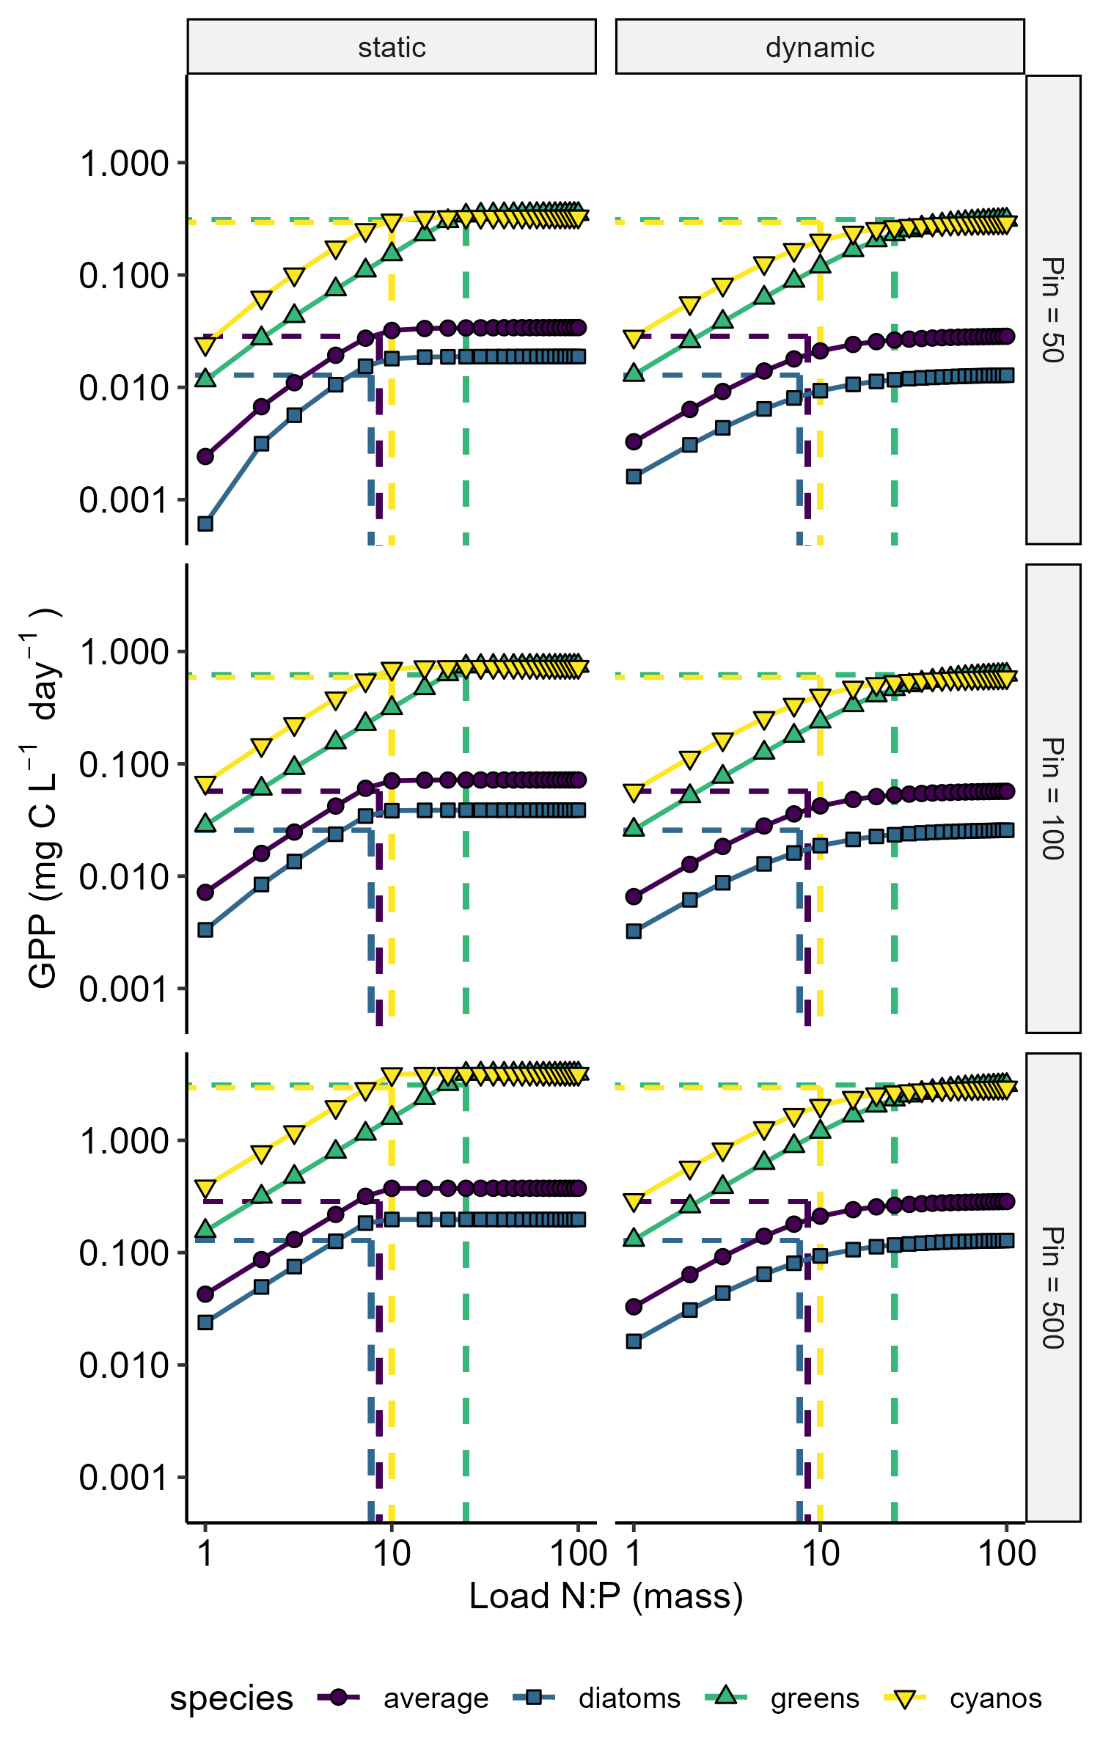 static dynamic
1.000
0.100
0.010
0.001
Pin = 50
1.000
0.100
0.010
0.001
Pin = 100
GPP (mg C L⁻¹ day⁻¹ )
1.000
0.100
0.010
0.001
Pin = 500
1 10 100 1 10 100
Load N:P (mass)
species average diatoms greens cyanos